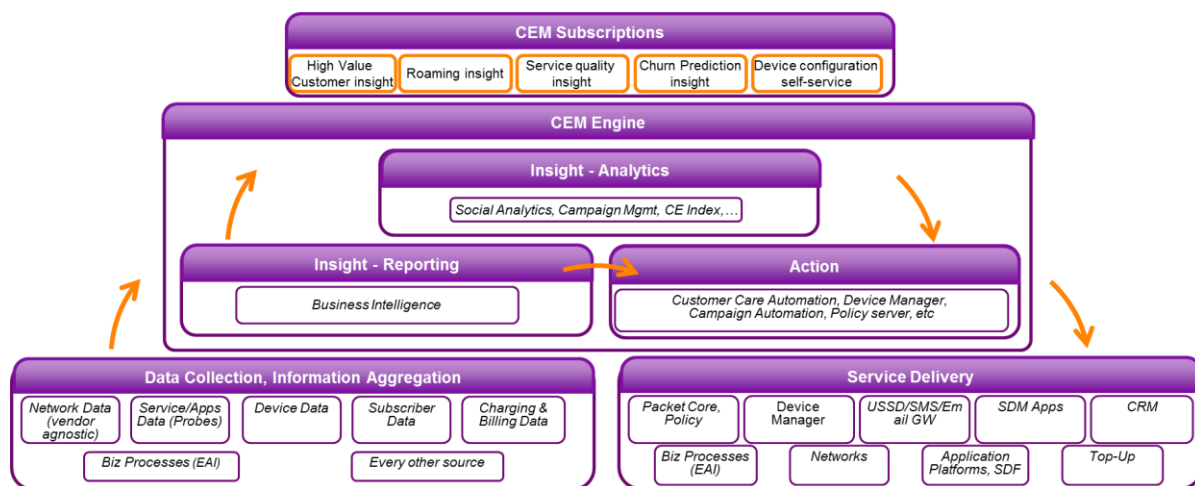 CEM Subscriptions
High Value
Customer insight
Roaming insight
Service quality
insight
Churn Prediction
insight
Device configuration
self-service
CEM Engine
Insight - Analytics
Social Analytics, Campaign Mgmt, CE Index,…
Insight - Reporting
Business Intelligence
Action
Customer Care Automation, Device Manager,
Campaign Automation, Policy server, etc
Data Collection, Information Aggregation
Network Data
(vendor
agnostic)
Service/Apps
Data (Probes)
Device Data
Subscriber
Data
Charging &
Billing Data
Biz Processes (EAI)
Every other source
Service Delivery
Packet Core,
Policy
Device
Manager
USSD/SMS/Em
ail GW
SDM Apps
CRM
Biz Processes
(EAI)
Networks
Application
Platforms, SDF
Top-Up